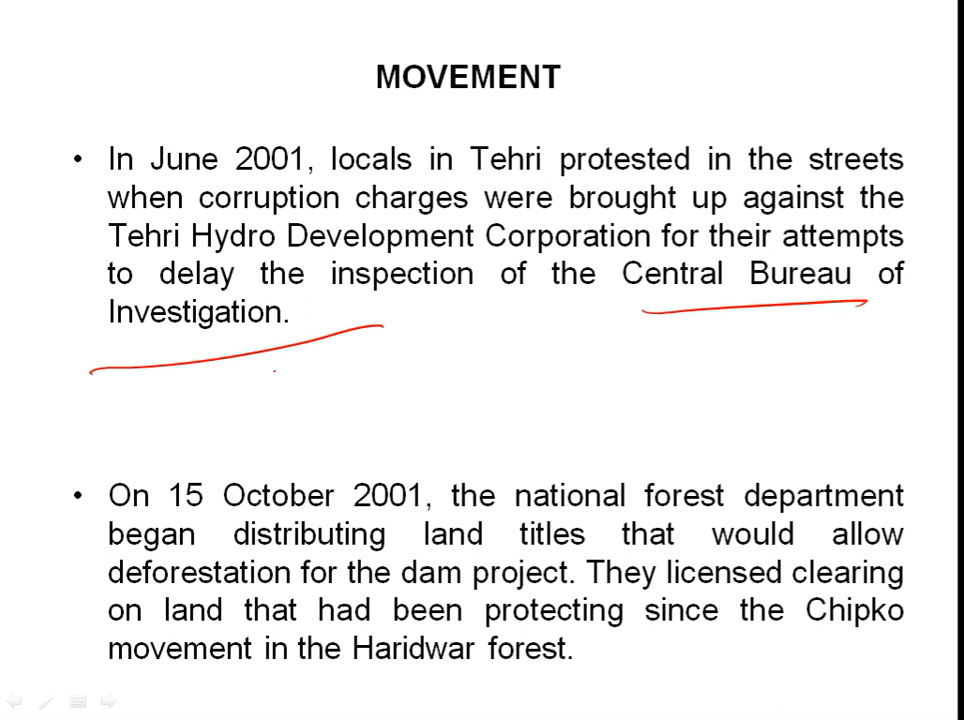 MOVEMENT
• In June 2001, locals in Tehri protested in the streets
when corruption charges were brought up against the
Tehri Hydro Development Corporation for their attempts
to delay the inspection of the Central Bureau of
Investigation.
• On 15 October 2001, the national forest department
began distributing land titles that would allow
deforestation for the dam project. They licensed clearing
on land that had been protecting since the Chipko
movement in the Haridwar forest.